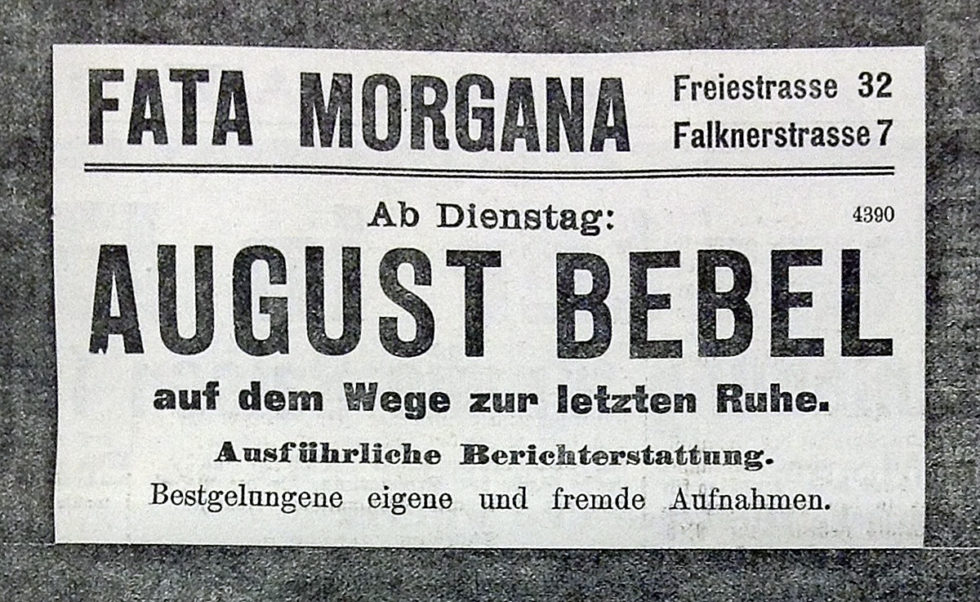 FATA MORGANA
Freiestrasse 32
Falknerstrasse 7
Ab Dienstag:
4390
AUGUST BEBEL
auf dem Wege zur letzten Ruhe.
Ausführliche Berichterstattung.
Bestgelungene eigene und fremde Aufnahmen.